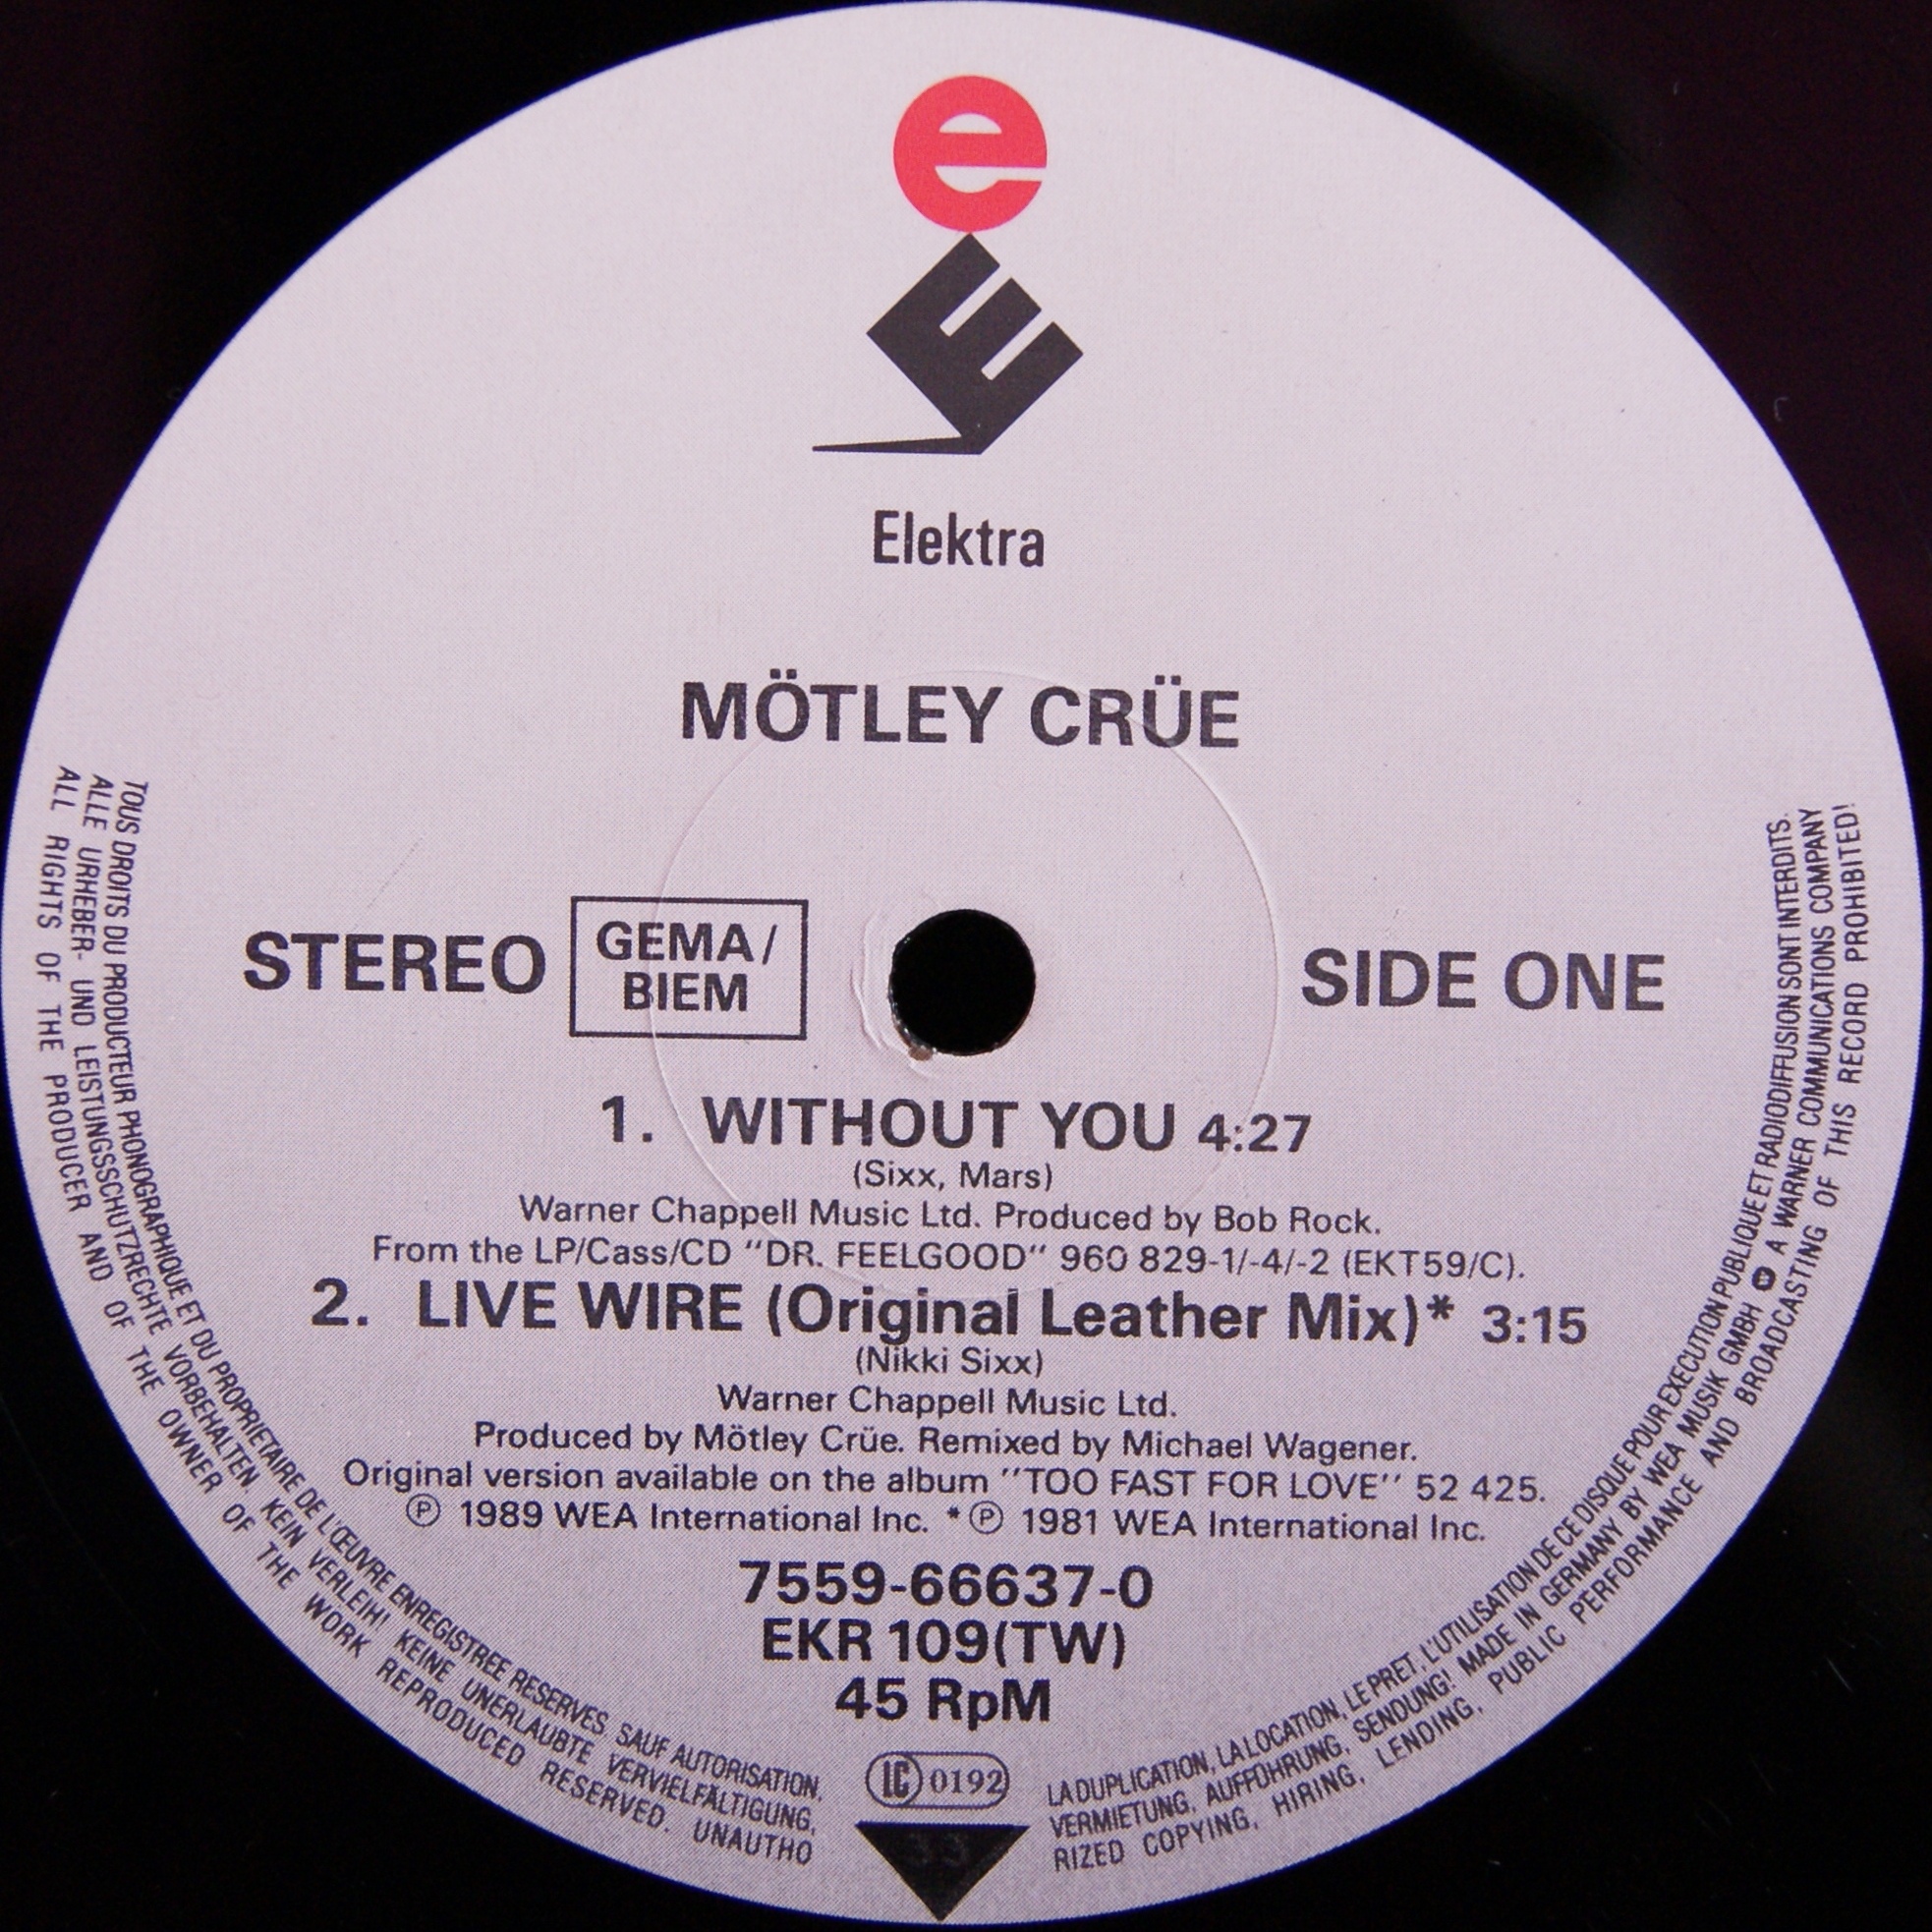 e
E
Elektra
MÖTLEY CRÜE
STEREO
GEMA/
BIEM
SIDE ONE
1. WITHOUT YOU 4:27
(Sixx, Mars)
Warner Chappell Music Ltd. Produced by Bob Rock.
From the LP/Cass/CD "DR. FEELGOOD" 960 829-1/-4/-2 (EKT59/C).
2. LIVE WIRE (Original Leather Mix)* 3:15
(Nikki Sixx)
Warner Chappell Music Ltd.
Produced by Mötley Crüe. Remixed by Michael Wagener.
Original version available on the album ''TOO FAST FOR LOVE'' 52 425.
Ⓟ 1989 WEA International Inc. *Ⓟ 1981 WEA International Inc.
7559-66637-0
EKR 109(TW)
45 RpM
LC 0192
33
TOUS DROITS DU PRODUCTEUR PHONOGRAPHIQUE ET DU PROPRIETAIRE DE L'ŒUVRE ENREGISTREE RESERVES. SAUF AUTORISATION, LA DUPLICATION, LA LOCATION, LE PRET, L'UTILISATION DE CE DISQUE POUR EXECUTION PUBLIQUE ET RADIODIFFUSION SONT INTERDITS.
ALLE URHEBER- UND LEISTUNGSSCHUTZRECHTE VORBEHALTEN. KEIN VERLEIH! KEINE UNERLAUBTE VERVIELFÄLTIGUNG, VERMIETUNG, AUFFÜHRUNG, SENDUNG! MADE IN GERMANY BY WEA MUSIK GMBH A WARNER COMMUNICATIONS COMPANY
ALL RIGHTS OF THE PRODUCER AND OF THE OWNER OF THE WORK REPRODUCED RESERVED. UNAUTHORIZED COPYING, HIRING, LENDING, PUBLIC PERFORMANCE AND BROADCASTING OF THIS RECORD PROHIBITED!